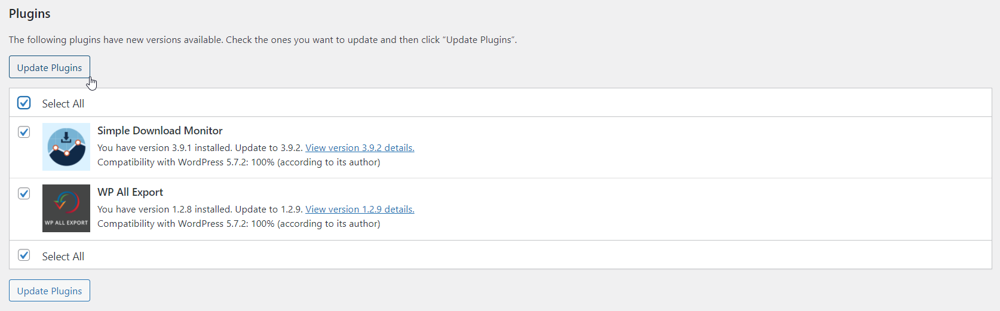 Plugins
The following plugins have new versions available. Check the ones you want to update and then click “Update Plugins”.
Update Plugins
Select All
Simple Download Monitor
You have version 3.9.1 installed. Update to 3.9.2. View version 3.9.2 details.
Compatibility with WordPress 5.7.2: 100% (according to its author)
WP ALL EXPORT
WP All Export
You have version 1.2.8 installed. Update to 1.2.9. View version 1.2.9 details.
Compatibility with WordPress 5.7.2: 100% (according to its author)
Select All
Update Plugins